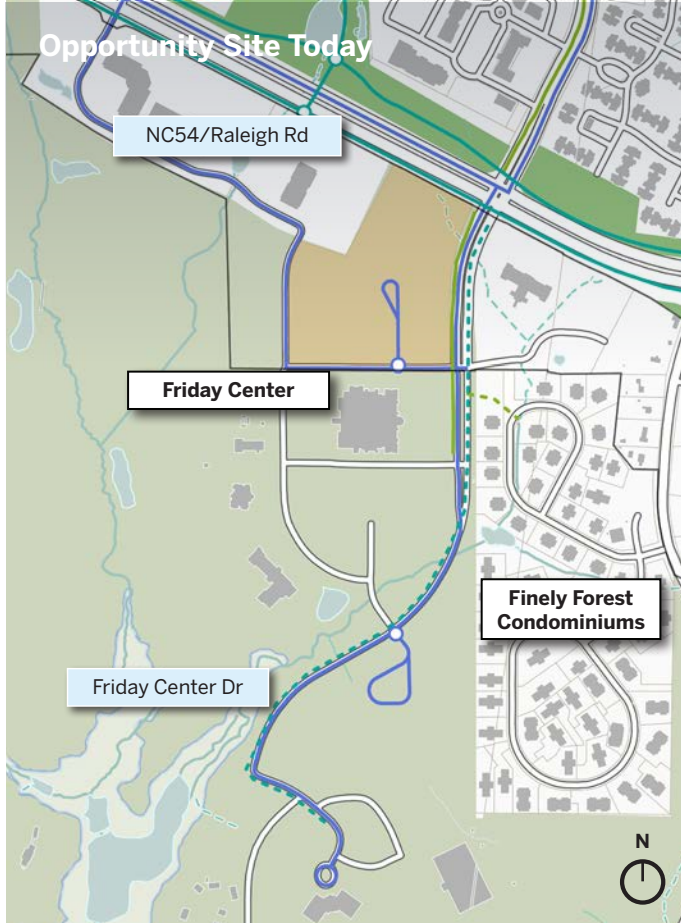 Opportunity Site Today
NC54/Raleigh Rd
Friday Center
Finely Forest
Condominiums
Friday Center Dr
N